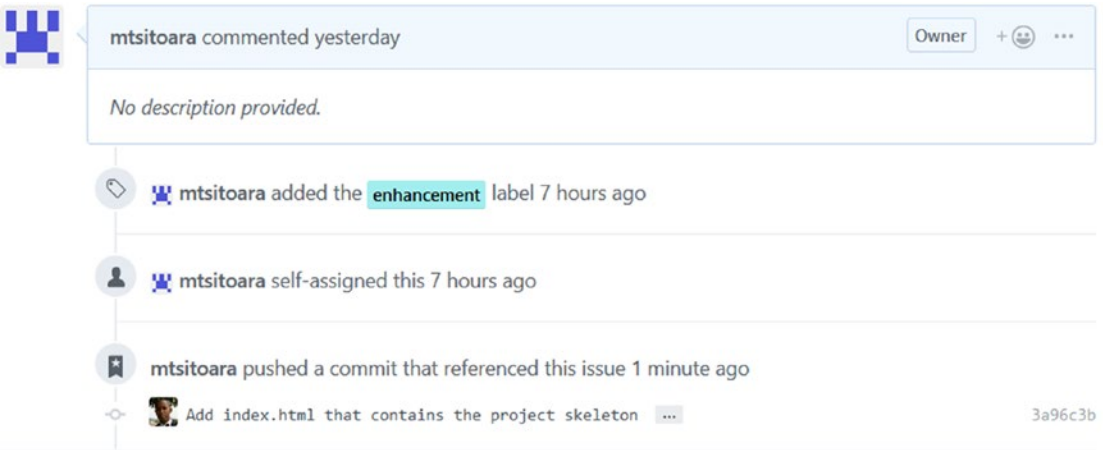 mtsitoara commented yesterday Owner + ...
No description provided.
mtsitoara added the enhancement label 7 hours ago
mtsitoara self-assigned this 7 hours ago
mtsitoara pushed a commit that referenced this issue 1 minute ago
Add index.html that contains the project skeleton ... 3a96c3b